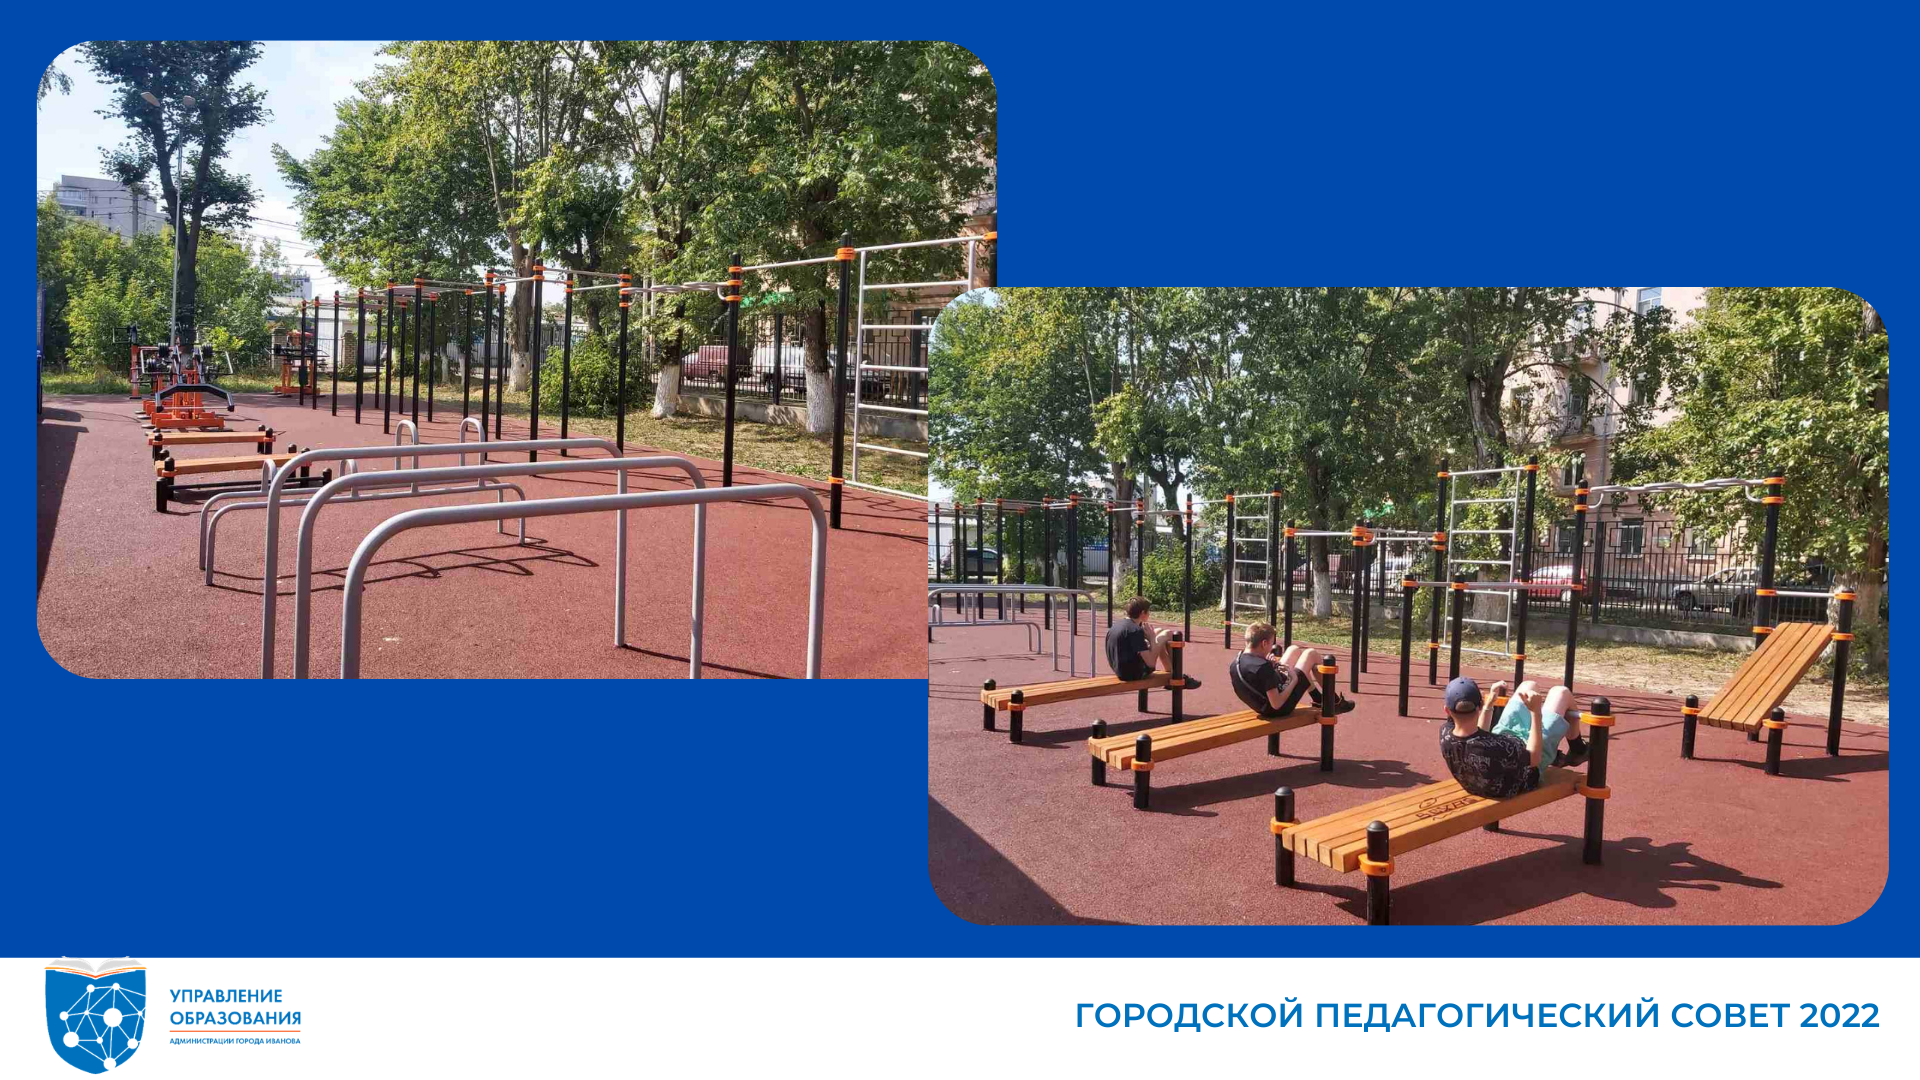 УПРАВЛЕНИЕ
ОБРАЗОВАНИЯ
АДМИНИСТРАЦИИ ГОРОДА ИВАНОВА
ГОРОДСКОЙ ПЕДАГОГИЧЕСКИЙ СОВЕТ 2022